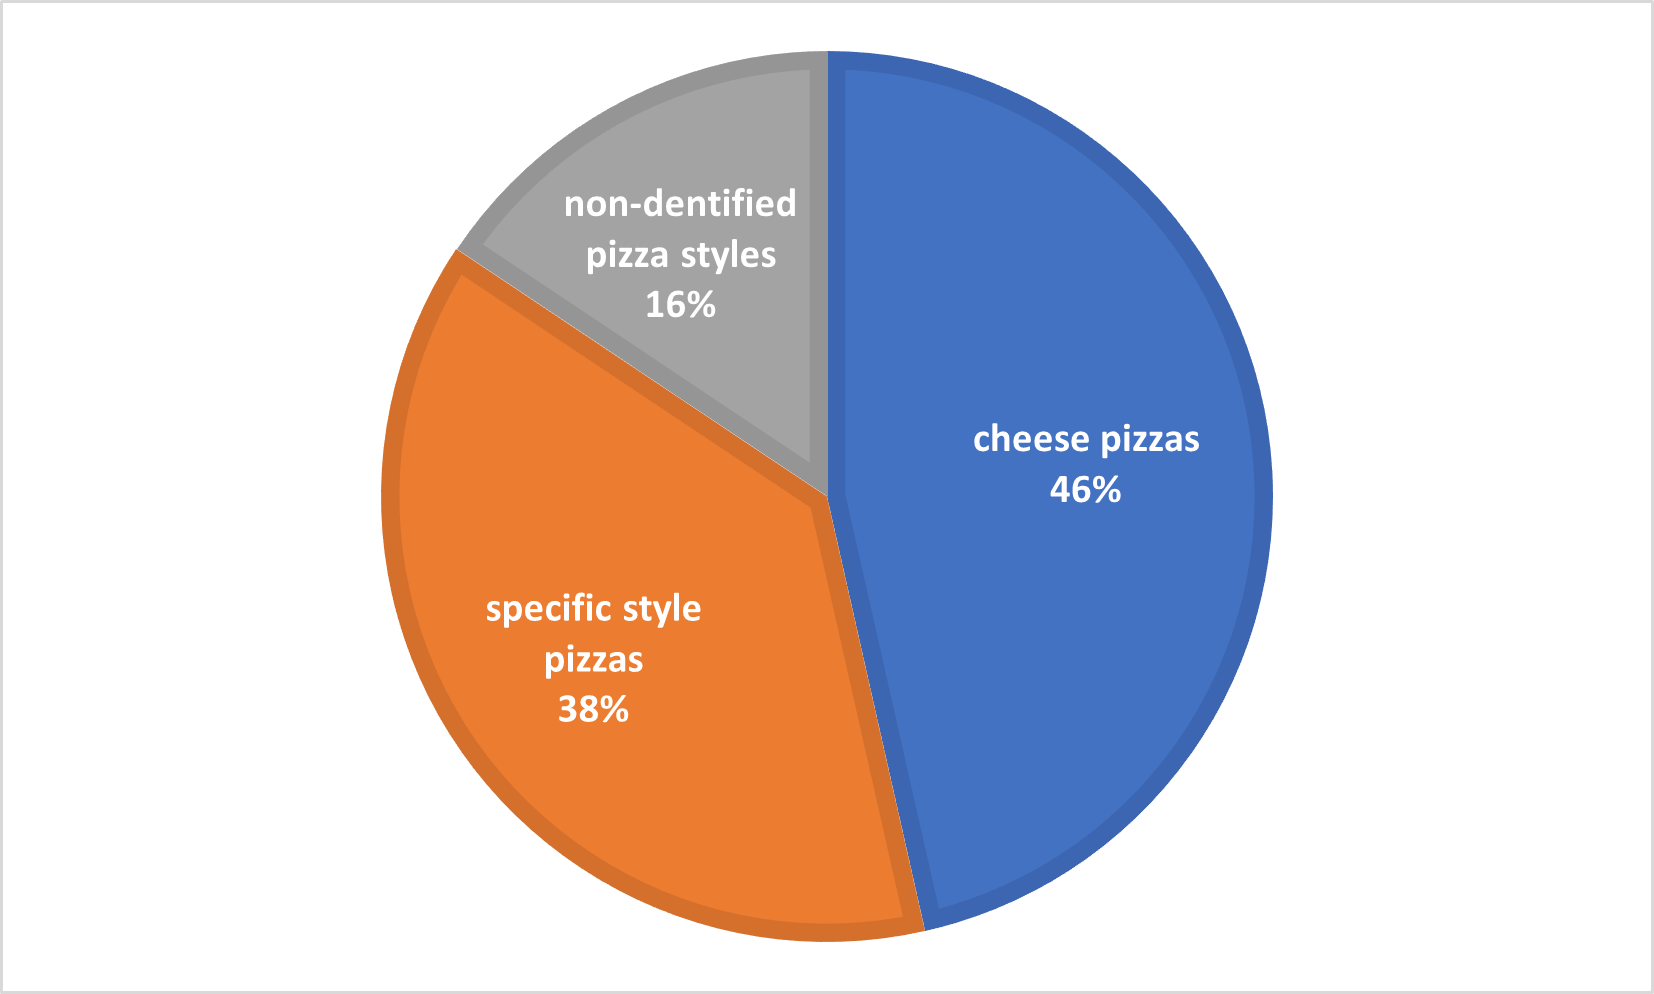 non-dentified
pizza styles
16%
cheese pizzas
46%
specific style
pizzas
38%